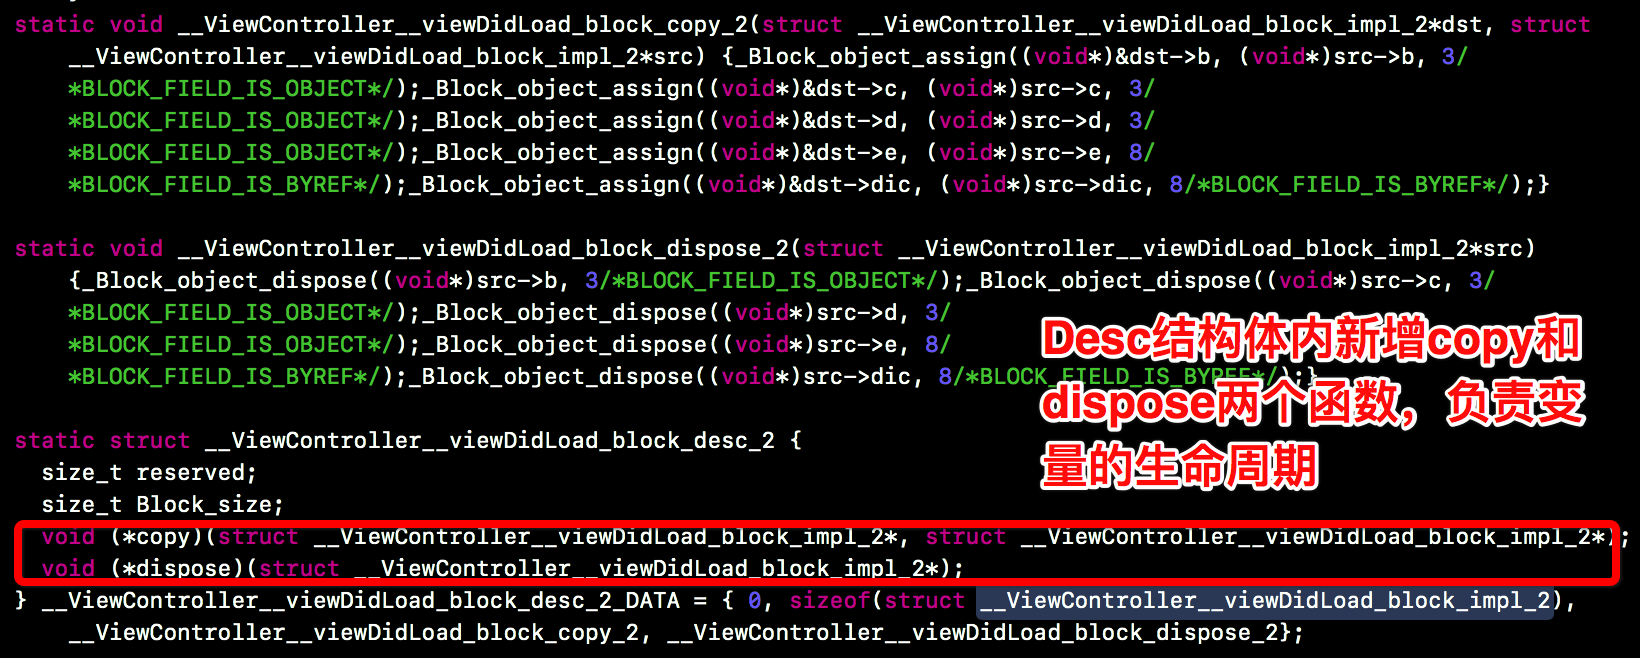 static void __ViewController__viewDidLoad_block_copy_2(struct __ViewController__viewDidLoad_block_impl_2*dst, struct
__ViewController__viewDidLoad_block_impl_2*src) {_Block_object_assign((void*)&dst->b, (void*)src->b, 3/
*BLOCK_FIELD_IS_OBJECT*/);_Block_object_assign((void*)&dst->c, (void*)src->c, 3/
*BLOCK_FIELD_IS_OBJECT*/);_Block_object_assign((void*)&dst->d, (void*)src->d, 3/
*BLOCK_FIELD_IS_OBJECT*/);_Block_object_assign((void*)&dst->e, (void*)src->e, 8/
*BLOCK_FIELD_IS_BYREF*/);_Block_object_assign((void*)&dst->dic, (void*)src->dic, 8/*BLOCK_FIELD_IS_BYREF*/);}
static void __ViewController__viewDidLoad_block_dispose_2(struct __ViewController__viewDidLoad_block_impl_2*src)
{_Block_object_dispose((void*)src->b, 3/*BLOCK_FIELD_IS_OBJECT*/);_Block_object_dispose((void*)src->c, 3/
*BLOCK_FIELD_IS_OBJECT*/);_Block_object_dispose((void*)src->d, 3/
*BLOCK_FIELD_IS_OBJECT*/);_Block_object_dispose((void*)src->e, 8/
*BLOCK_FIELD_IS_BYREF*/);_Block_object_dispose((void*)src->dic, 8/*BLOCK_FIELD_IS_BYREF*/);}
Desc结构体内新增copy和
dispose两个函数，负责变
量的生命周期
static struct __ViewController__viewDidLoad_block_desc_2 {
size_t reserved;
size_t Block_size;
void (*copy)(struct __ViewController__viewDidLoad_block_impl_2*, struct __ViewController__viewDidLoad_block_impl_2*);
void (*dispose)(struct __ViewController__viewDidLoad_block_impl_2*);
} __ViewController__viewDidLoad_block_desc_2_DATA = { 0, sizeof(struct __ViewController__viewDidLoad_block_impl_2),
__ViewController__viewDidLoad_block_copy_2, __ViewController__viewDidLoad_block_dispose_2};